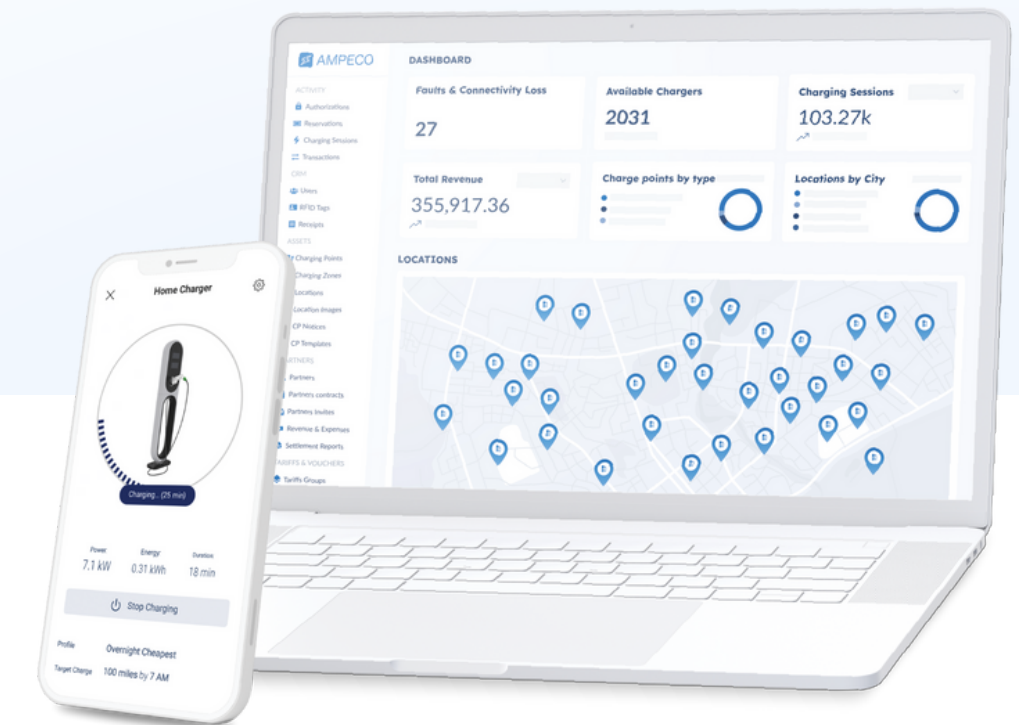 AMPECO
DASHBOARD
ACTIVITY
Authorizations
Reservations
Charging Sessions
Transactions
CRM
Users
RFID Tags
Receipts
ASSETS
Charging Points
Charging Zones
Locations
Location Images
CP Notices
CP Templates
Partners
Partners contracts
Partners Invites
Revenue & Expenses
Settlement Reports
TARIFFS & VOUCHERS
Tariffs Groups
Faults & Connectivity Loss
27
Available Chargers
2031
Charging Sessions
103.27k
Total Revenue
355,917.36
Charge points by type
Locations by City
LOCATIONS
Home Charger
Charging... (25 min)
Power
7.1 kW
Energy
0.31 kWh
Duration
18 min
Stop Charging
Profile
Overnight Cheapest
Target Charge
100 miles by 7 AM